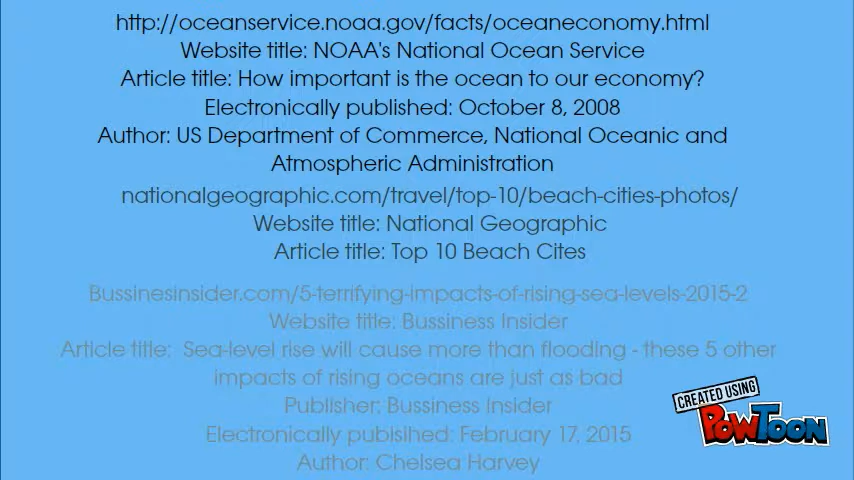 http://oceanservice.noaa.gov/facts/oceaneconomy.html
Website title: NOAA's National Ocean Service
Article title: How important is the ocean to our economy?
Electronically published: October 8, 2008
Author: US Department of Commerce, National Oceanic and
Atmospheric Administration
nationalgeographic.com/travel/top-10/beach-cities-photos/
Website title: National Geographic
Article title: Top 10 Beach Cites
Bussinesinsider.com/5-terrifying-impacts-of-rising-sea-levels-2015-2
Website title: Bussiness Insider
Article title:  Sea-level rise will cause more than flooding - these 5 other
impacts of rising oceans are just as bad
Publisher: Bussiness Insider
Electronically pubislhed: February 17, 2015
Author: Chelsea Harvey
CREATED USING
POWTOON